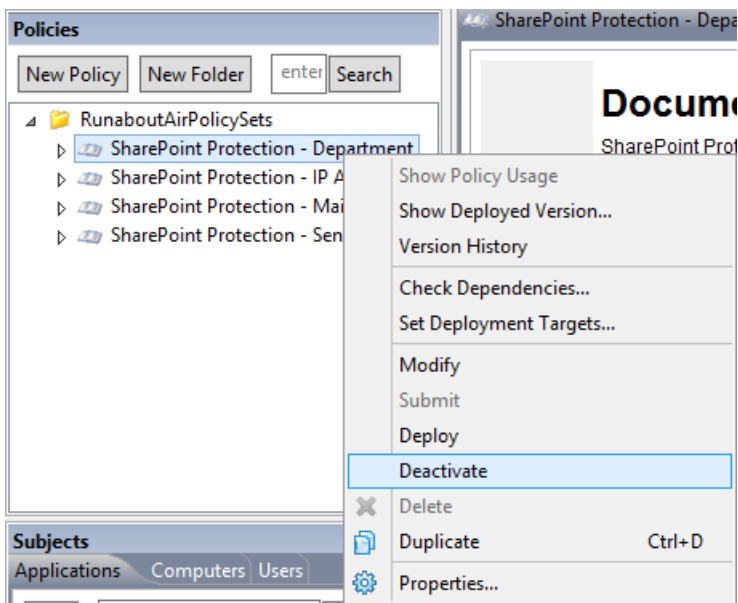 Policies
SharePoint Protection - Depa
New Policy New Folder enter Search
RunaboutAirPolicySets
SharePoint Protection - Department
SharePoint Protection - IP A
SharePoint Protection - Mai
SharePoint Protection - Sen
Docume
SharePoint Prot
Show Policy Usage
Show Deployed Version...
Version History
Check Dependencies...
Set Deployment Targets...
Modify
Submit
Deploy
Deactivate
Delete
Duplicate Ctrl+D
Properties...
Subjects
Applications Computers Users